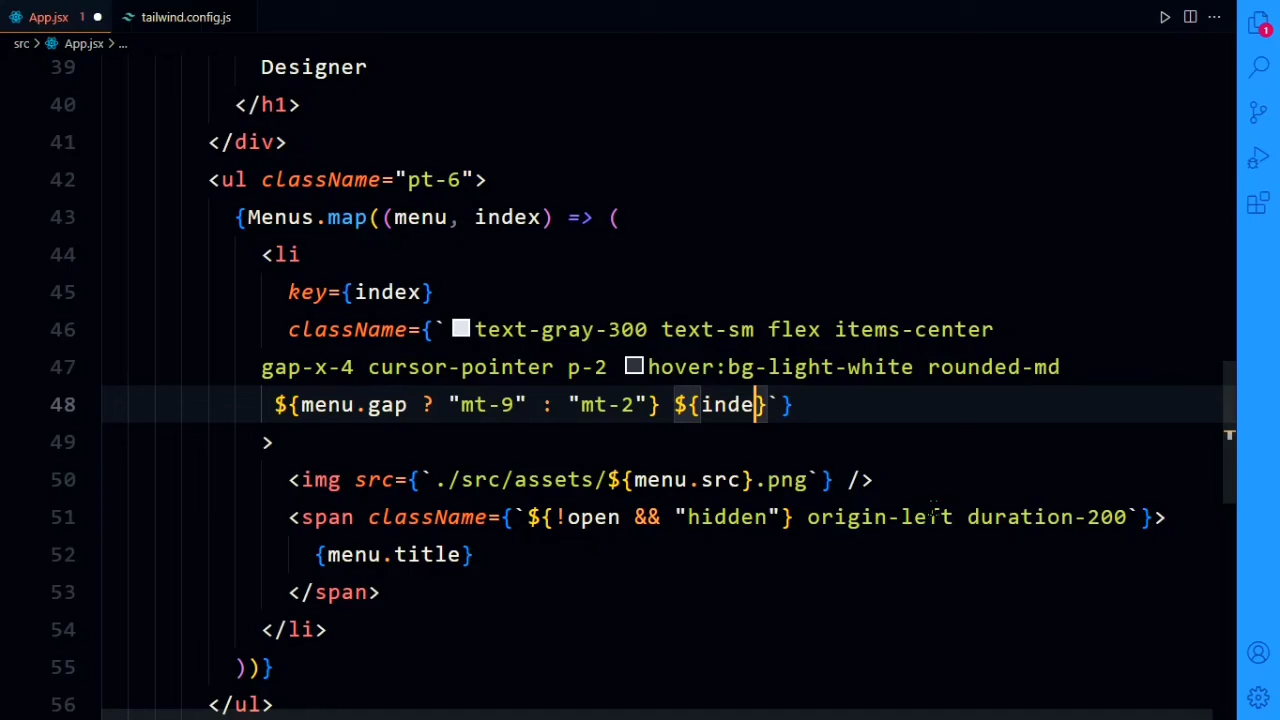 App.jsx 1
tailwind.config.js
src > App.jsx > ...
1
39 Designer
40 </h1>
41 </div>
42 <ul className="pt-6">
43 {Menus.map((menu, index) => (
44 <li
45 key={index}
46 className={`text-gray-300 text-sm flex items-center
47 gap-x-4 cursor-pointer p-2 hover:bg-light-white rounded-md
48 ${menu.gap ? "mt-9" : "mt-2"} ${inde}`}
49 >
50 <img src={`./src/assets/${menu.src}.png`} />
51 <span className={`${!open && "hidden"} origin-left duration-200`}>
52 {menu.title}
53 </span>
54 </li>
55 ))}
56 </ul>